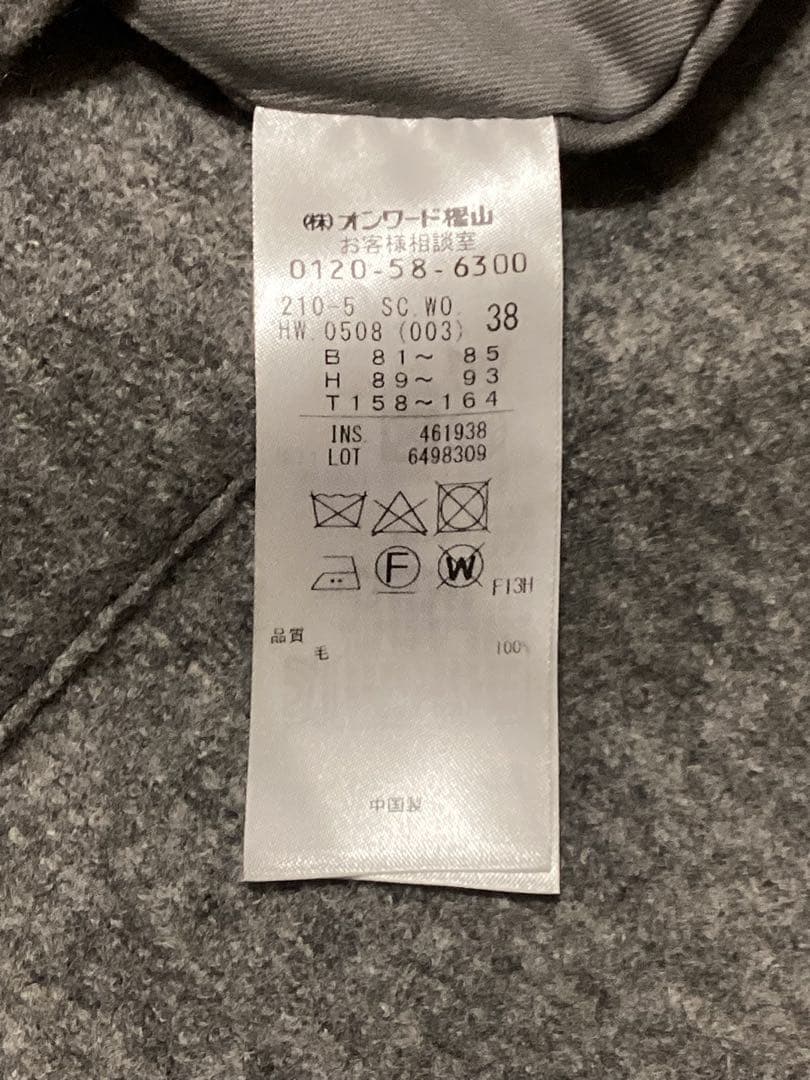 (株)オンワード樫山
お客様相談室
0120-58-6300
210-5 SC.WO. 38
HW.0508 (003)
B 81～ 85
H 89～ 93
T158～164
INS. 461938
LOT 6498309
F W F13H
品質
毛 100%
中国製